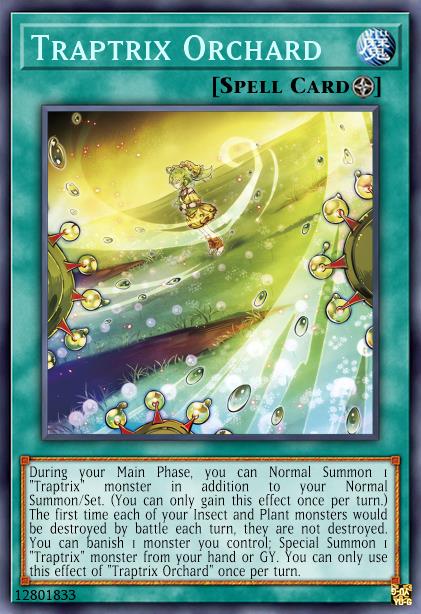 Traptrix Orchard
[Spell Card]
During your Main Phase, you can Normal Summon 1
"Traptrix" monster in addition to your Normal
Summon/Set. (You can only gain this effect once per turn.)
The first time each of your Insect and Plant monsters would
be destroyed by battle each turn, they are not destroyed.
You can banish 1 monster you control; Special Summon 1
"Traptrix" monster from your hand or GY. You can only use
this effect of "Traptrix Orchard" once per turn.
12801833